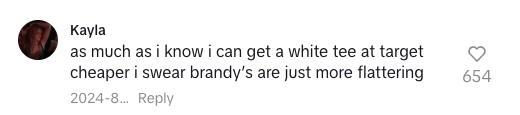 Kayla
as much as i know i can get a white tee at target
cheaper i swear brandy's are just more flattering
2024-8... Reply
654